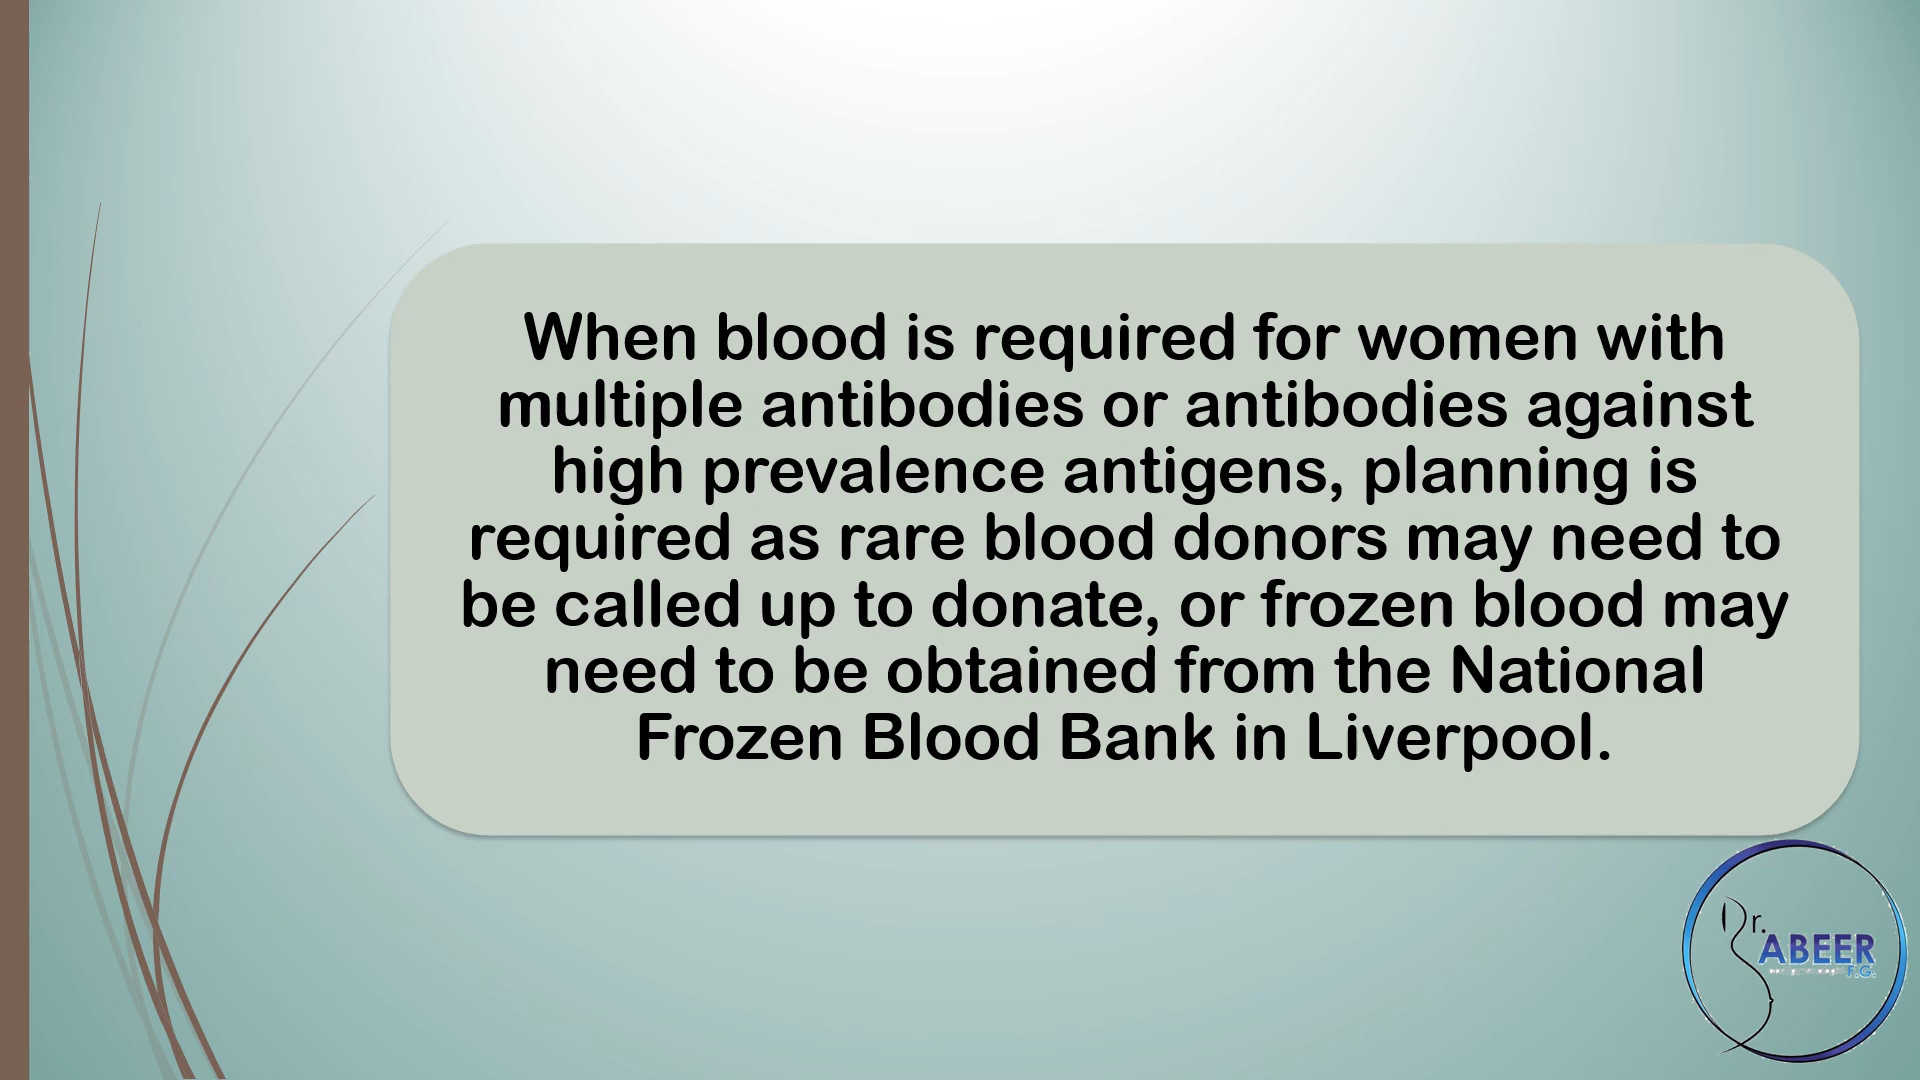 When blood is required for women with
multiple antibodies or antibodies against
high prevalence antigens, planning is
required as rare blood donors may need to
be called up to donate, or frozen blood may
need to be obtained from the National
Frozen Blood Bank in Liverpool.
Dr.
ABEER
F.G.